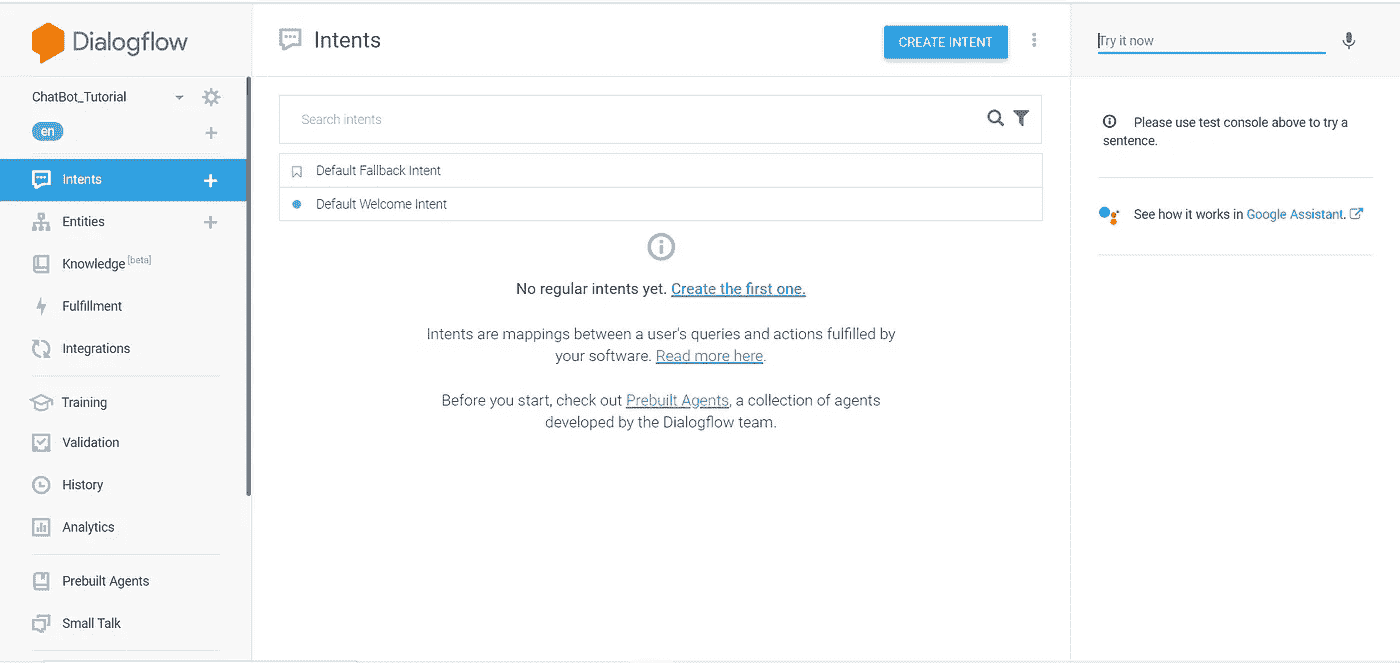 Dialogflow
ChatBot_Tutorial
en
Intents
Entities
Knowledge [beta]
Fulfillment
Integrations
Training
Validation
History
Analytics
Prebuilt Agents
Small Talk
Intents
CREATE INTENT
Search intents
Default Fallback Intent
Default Welcome Intent
No regular intents yet. Create the first one.
Intents are mappings between a user's queries and actions fulfilled by
your software. Read more here.
Before you start, check out Prebuilt Agents, a collection of agents
developed by the Dialogflow team.
Try it now
Please use test console above to try a
sentence.
See how it works in Google Assistant.